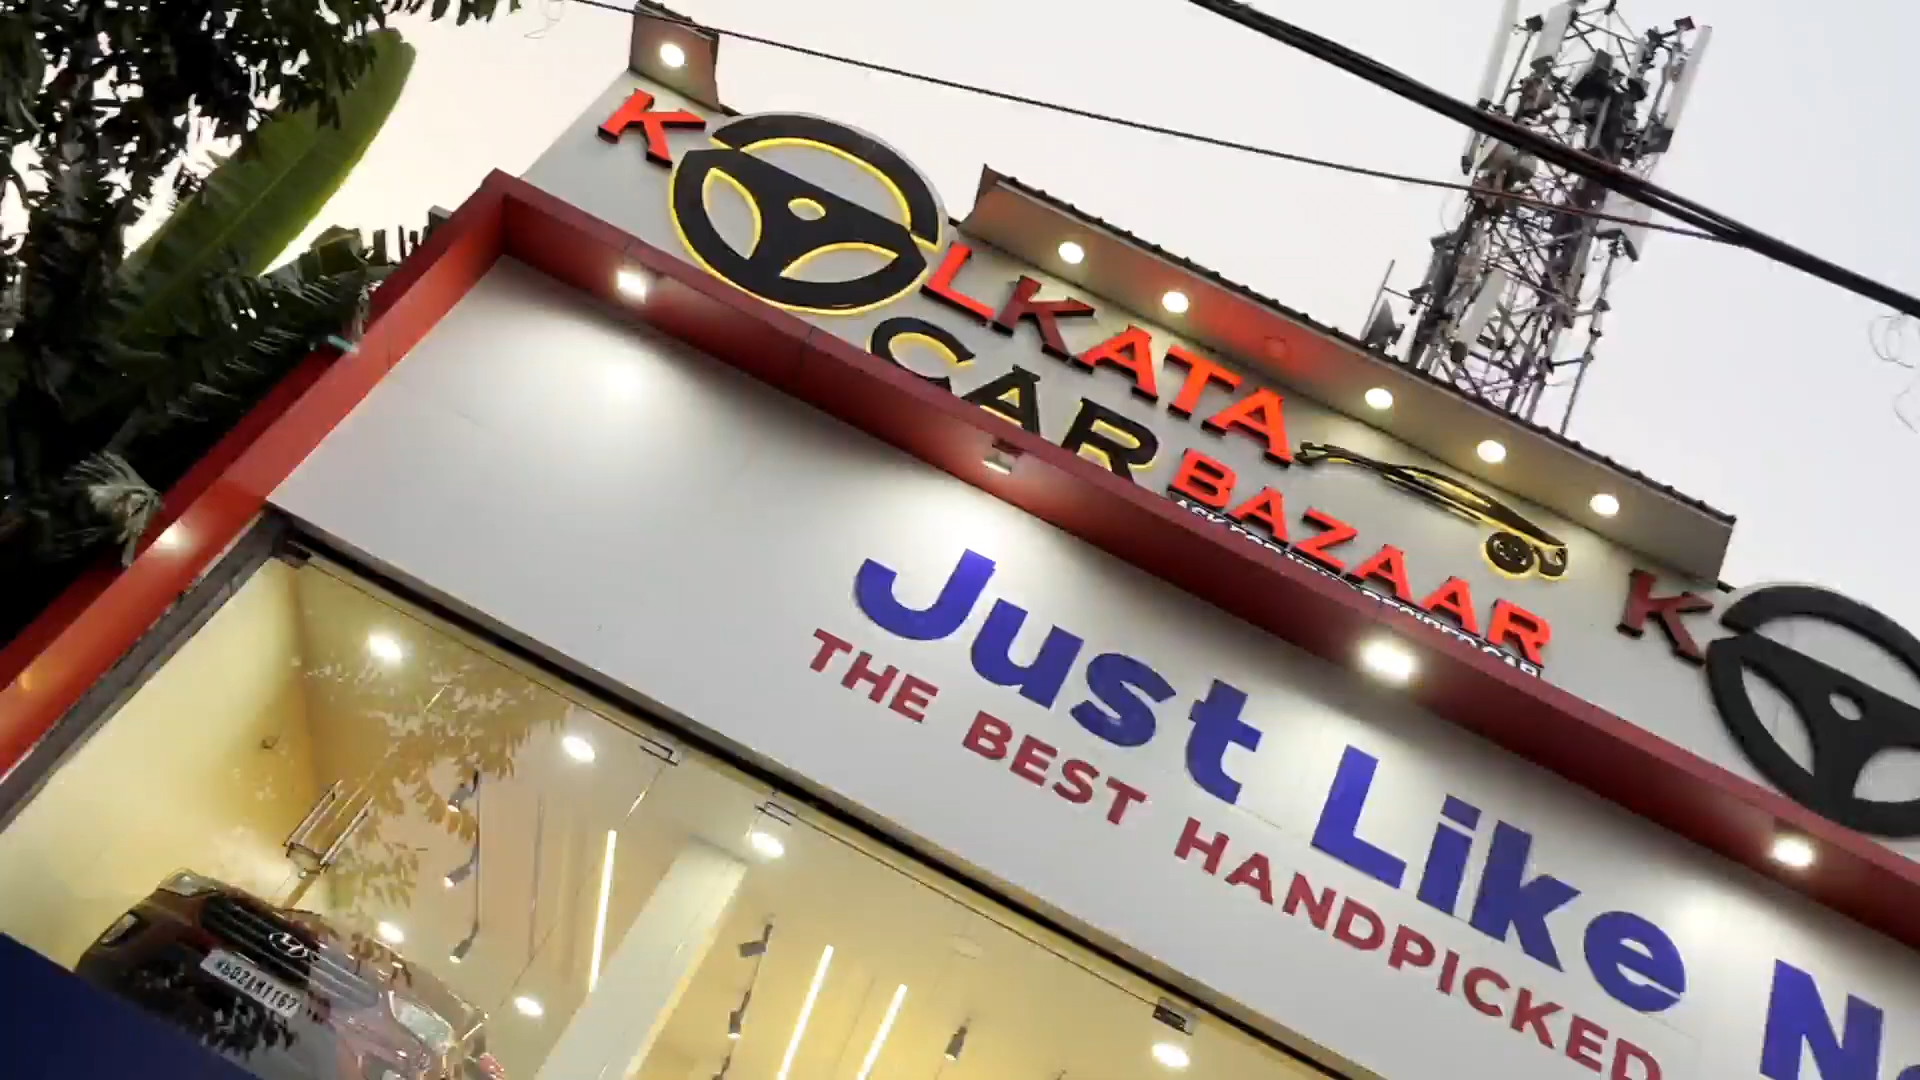 KOLKATA
CAR BAZAAR
K
Just Like
THE BEST HANDPICKED